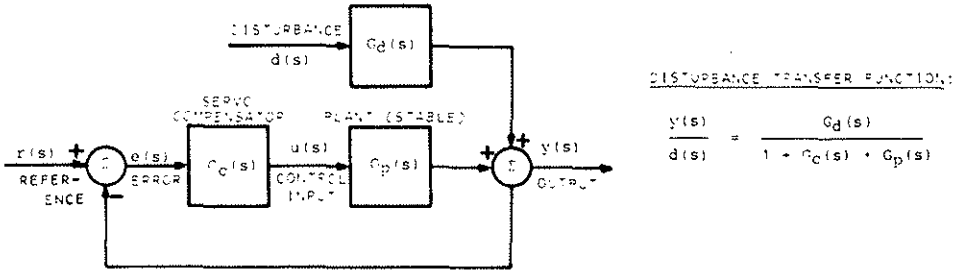 DISTURBANCE
d(s)
Gd(s)
SERVO
COMPENSATOR
PLANT (STABLE)
r(s)
+
Σ
e(s)
Gc(s)
u(s)
Gp(s)
+
+
Σ
y(s)
REFER-
ENCE
−
ERROR
CONTROL
INPUT
OUTPUT
DISTURBANCE TRANSFER FUNCTION:
y(s)
d(s)
=
Gd(s)
1 + Gc(s) + Gp(s)